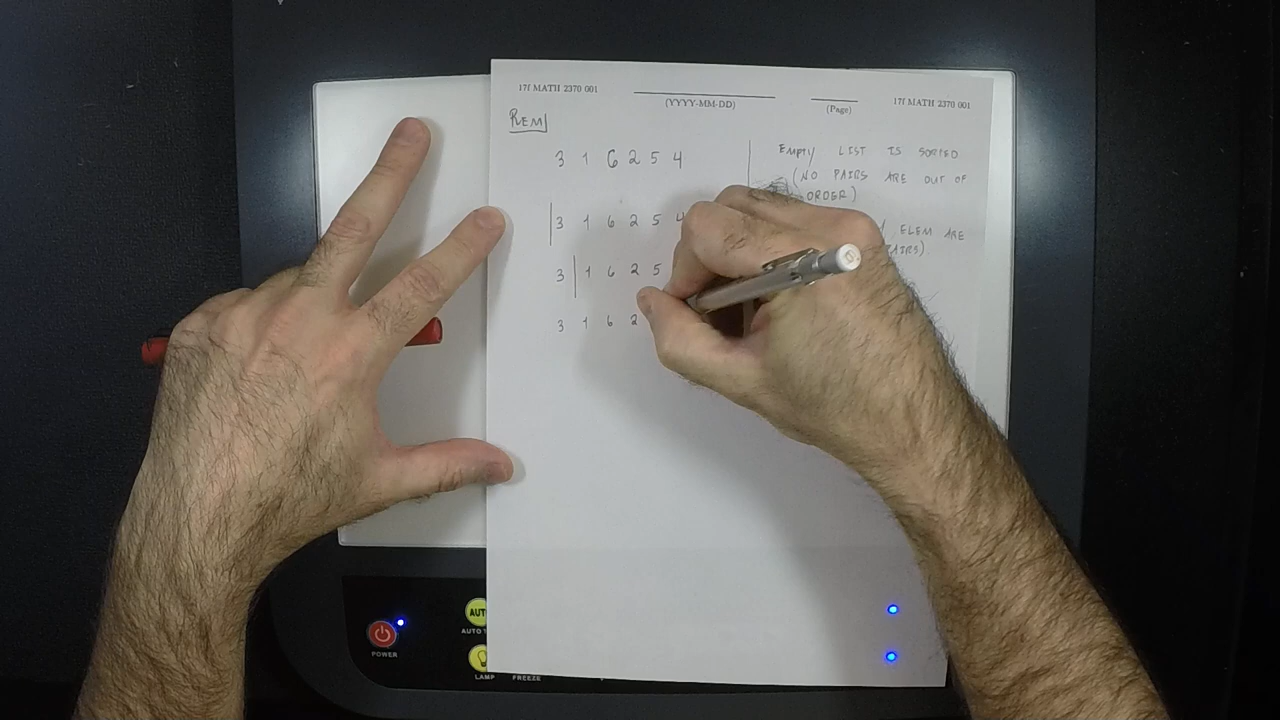 17f MATH 2370 001
(YYYY-MM-DD)
(Page)
17f MATH 2370 001
REM
3 1 6 2 5 4
EMPTY LIST IS SORTED
(NO PAIRS ARE OUT OF
ORDER)
3 1 6 2 5 4
ELEM ARE
3 1 6 2 5
3 1 6 2
POWER
AUTO
LAMP
FREEZE